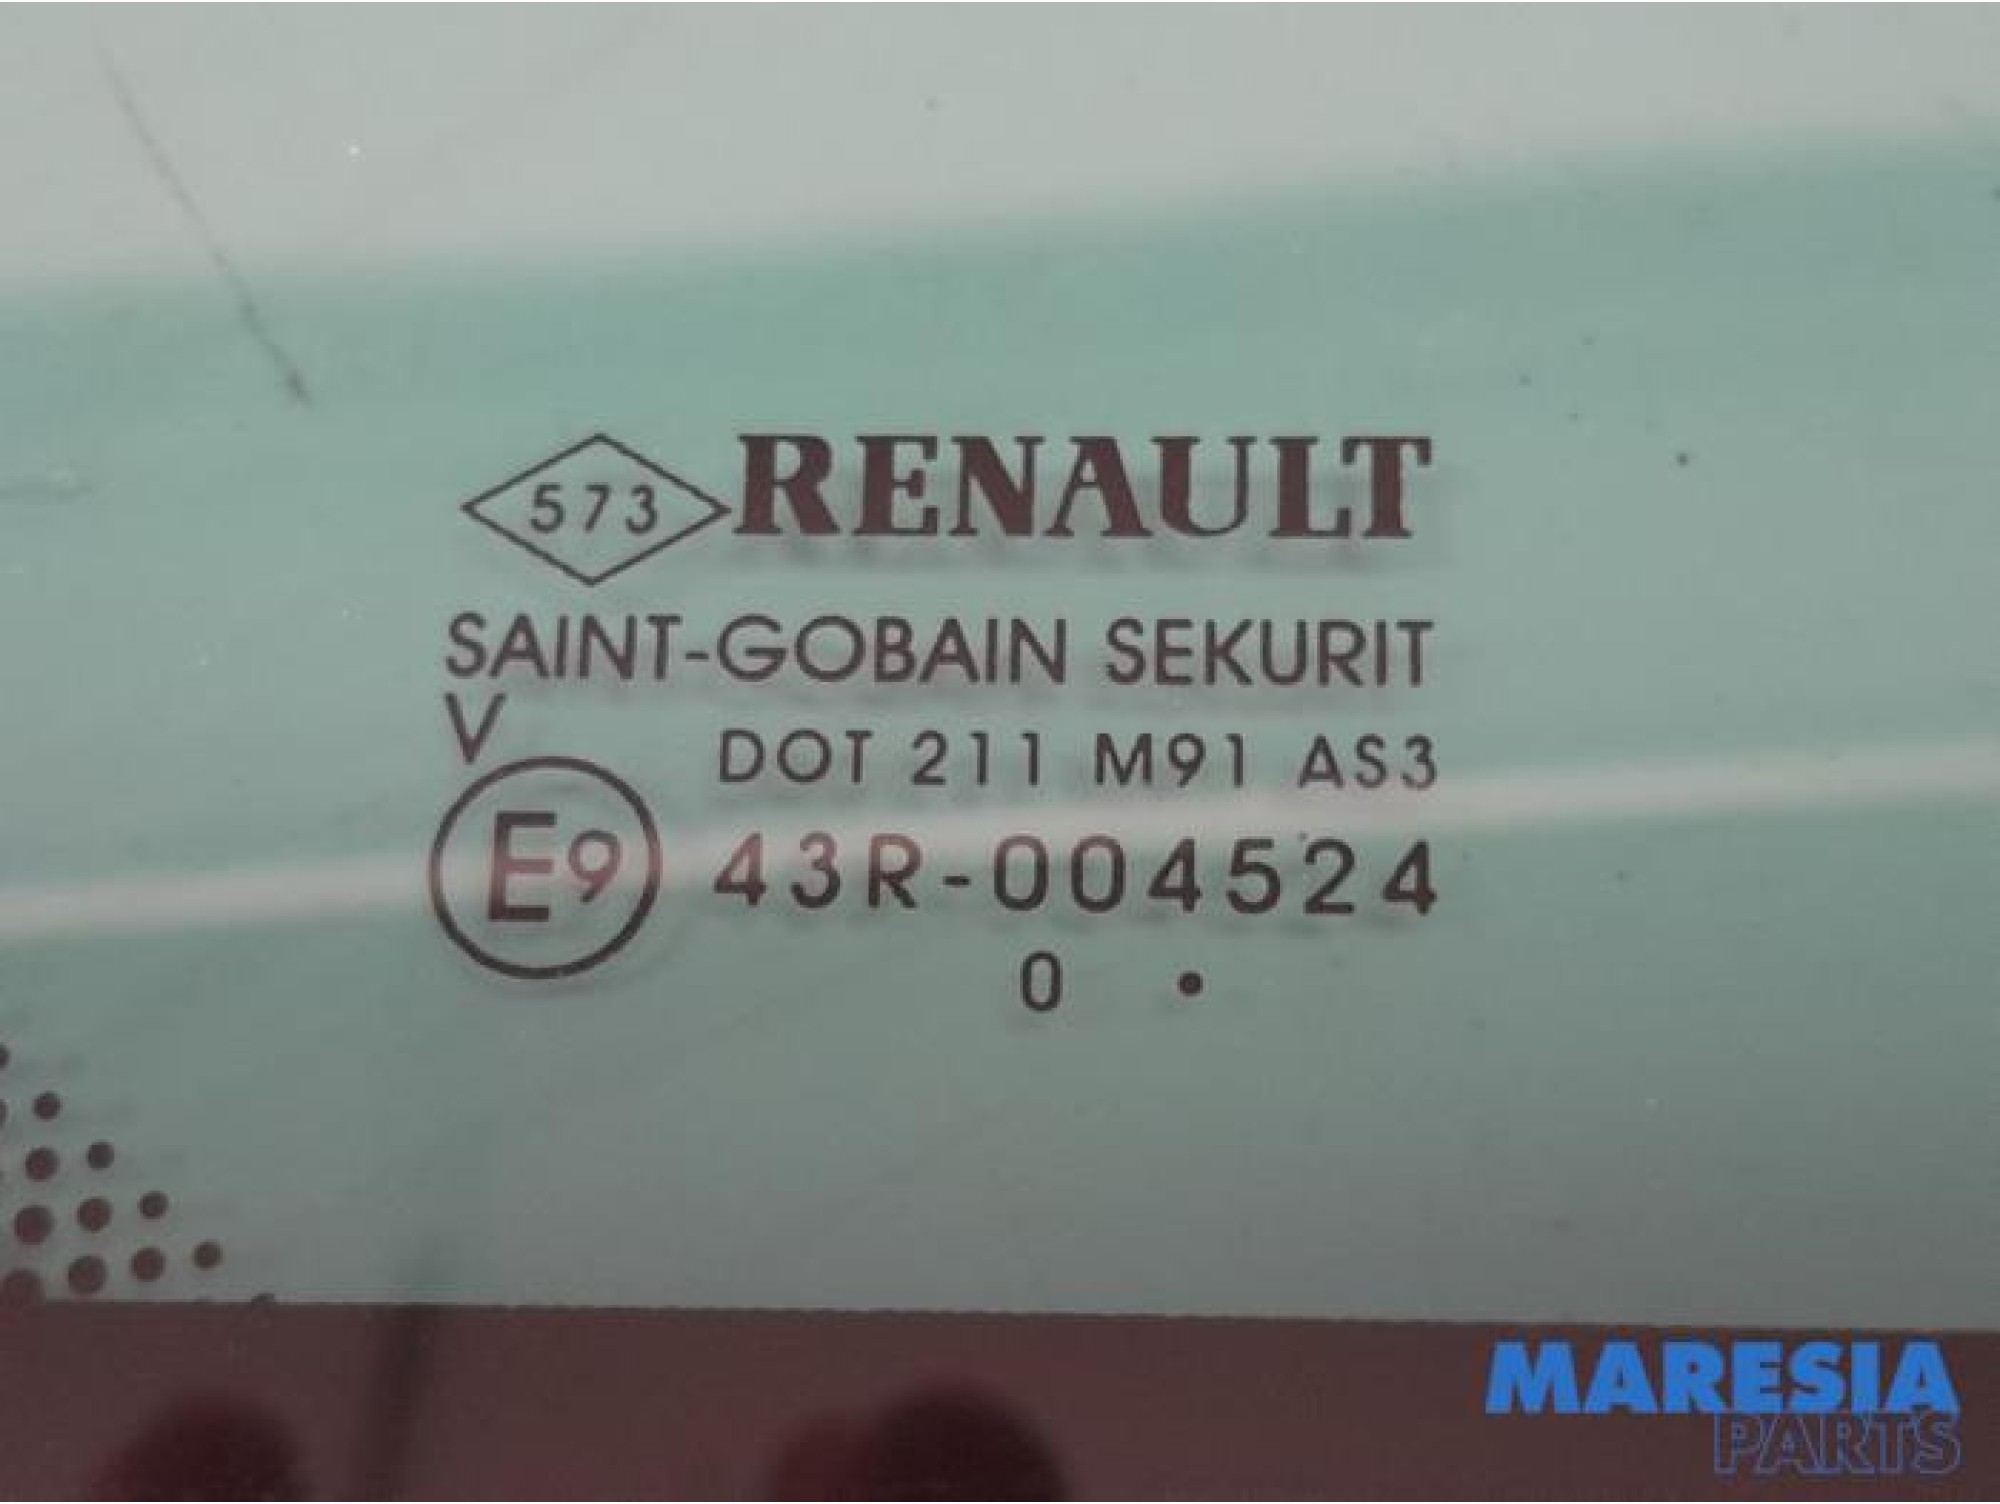 573 RENAULT
SAINT-GOBAIN SEKURIT
V
DOT 211 M91 AS3
E9 43R-004524
0 .
MARESIA
PARTS